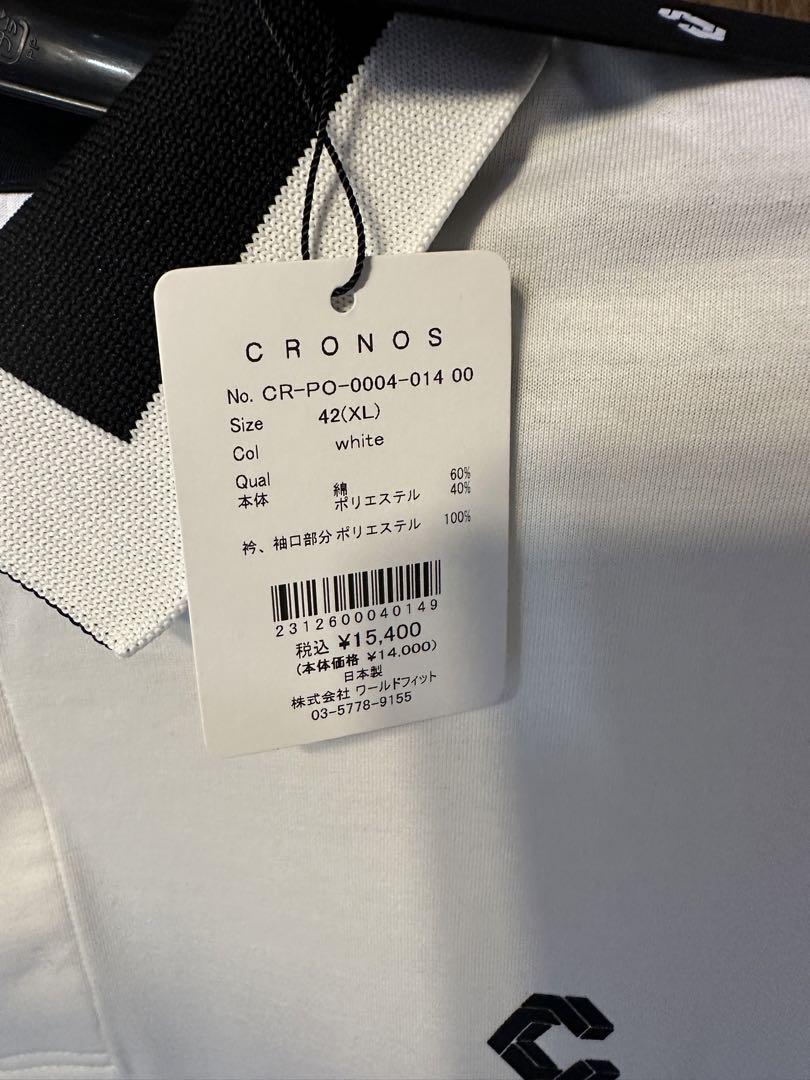 CRONOS
No. CR-PO-0004-014 00
Size 42(XL)
Col white
Qual
本体 綿 60%
ポリエステル 40%
衿、袖口部分 ポリエステル 100%
2312600040149
税込 ¥15,400
(本体価格 ¥14,000)
日本製
株式会社 ワールドフィット
03-5778-9155